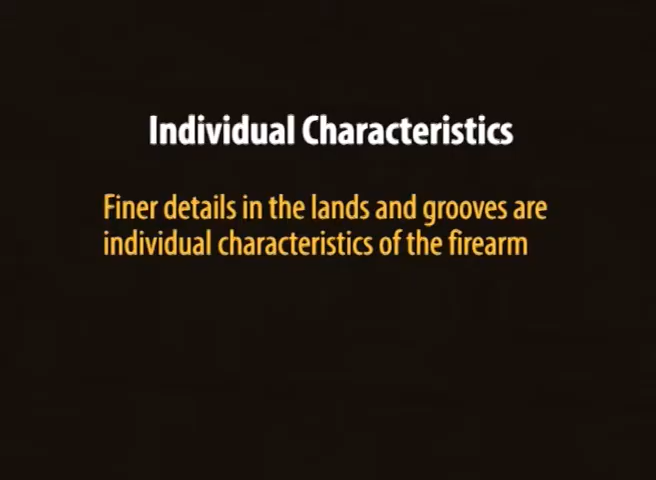 Individual Characteristics
Finer details in the lands and grooves are
individual characteristics of the firearm